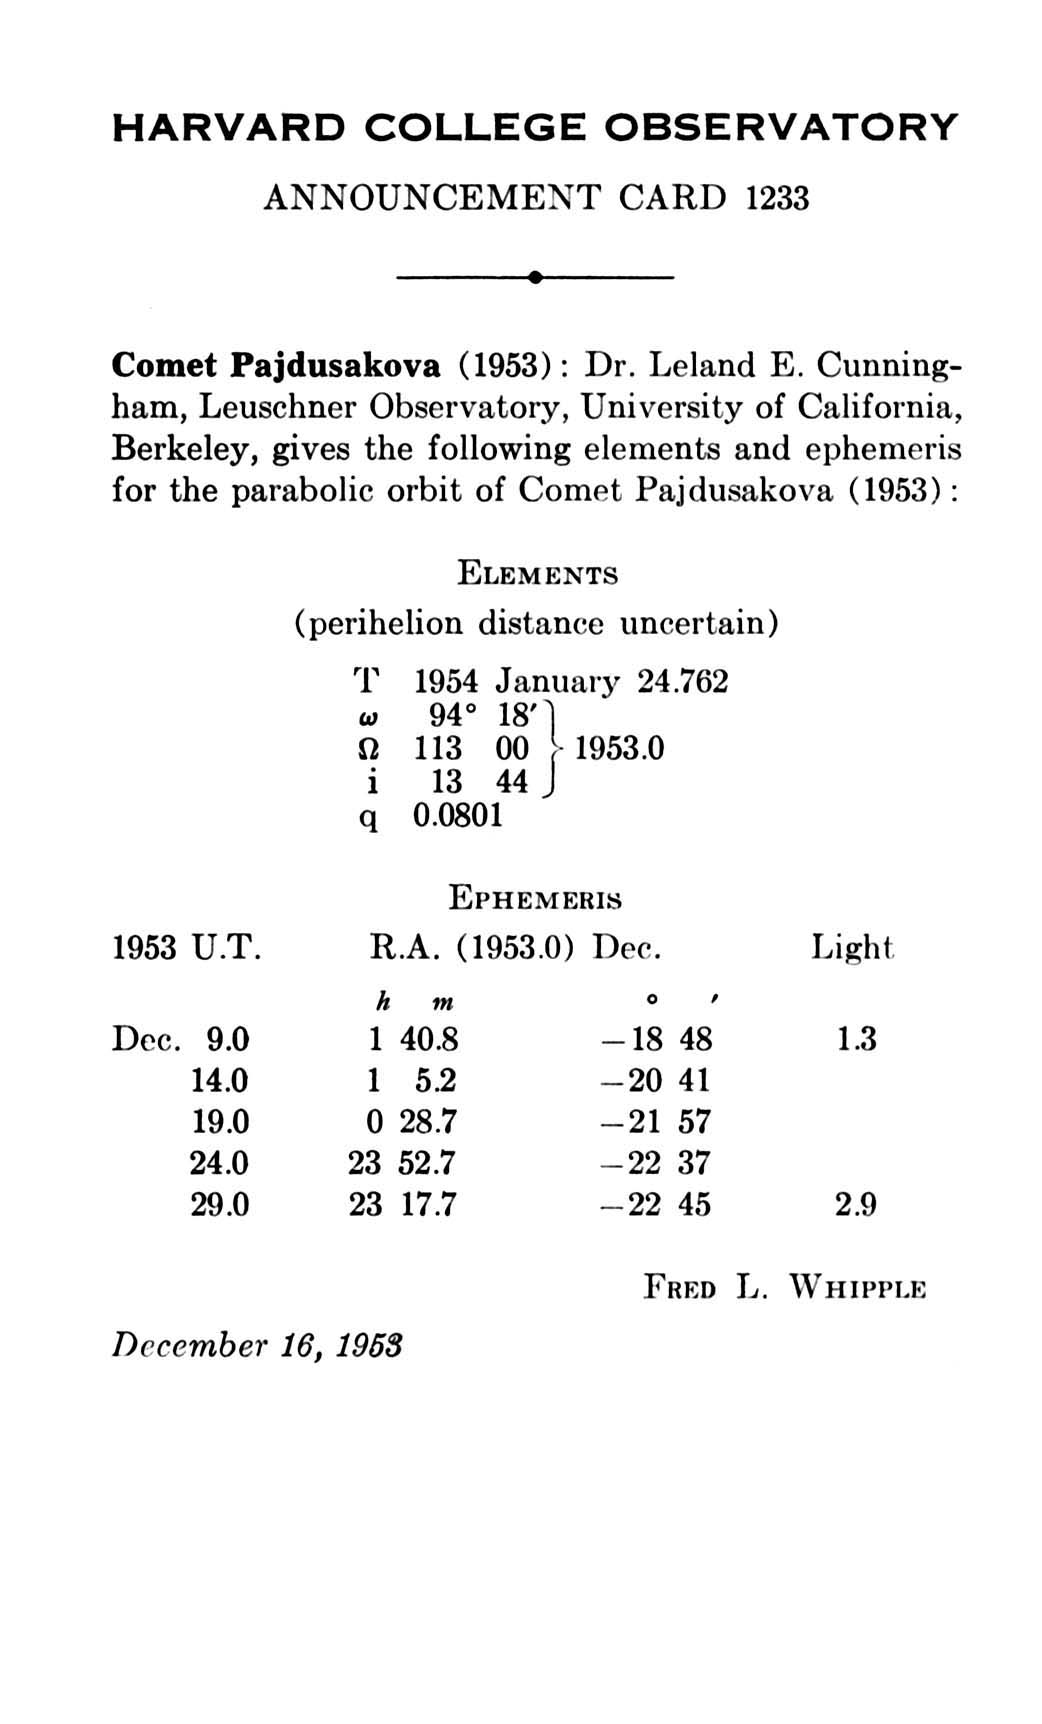 HARVARD COLLEGE OBSERVATORY
ANNOUNCEMENT CARD 1233
Comet Pajdusakova (1953): Dr. Leland E. Cunning-
ham, Leuschner Observatory, University of California,
Berkeley, gives the following elements and ephemeris
for the parabolic orbit of Comet Pajdusakova (1953):
ELEMENTS
(perihelion distance uncertain)
T 1954 January 24.762
ω 94° 18′
Ω 113 00 } 1953.0
i 13 44
q 0.0801
EPHEMERIS
1953 U.T. R.A. (1953.0) Dec. Light
h m ° ′
Dec. 9.0 1 40.8 −18 48 1.3
14.0 1 5.2 −20 41
19.0 0 28.7 −21 57
24.0 23 52.7 −22 37
29.0 23 17.7 −22 45 2.9
FRED L. WHIPPLE
December 16, 1953